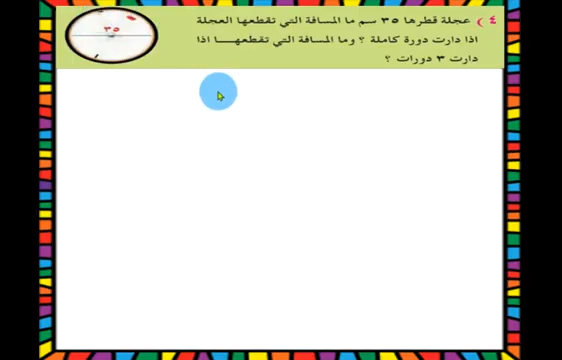 ٤) عجلة قطرها ٣٥ سم ما المسافة التي تقطعها العجلة
اذا دارت دورة كاملة ؟ وما المسافة التي تقطعهـــا اذا
دارت ٣ دورات ؟
٣٥